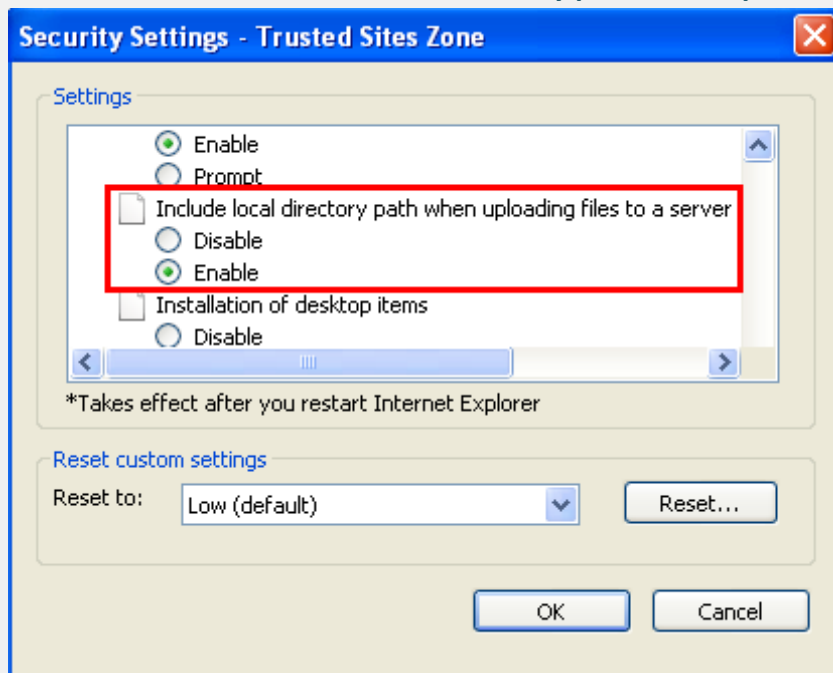 Security Settings - Trusted Sites Zone
Settings
Enable
Prompt
Include local directory path when uploading files to a server
Disable
Enable
Installation of desktop items
Disable
*Takes effect after you restart Internet Explorer
Reset custom settings
Reset to:
Low (default)
Reset...
OK
Cancel